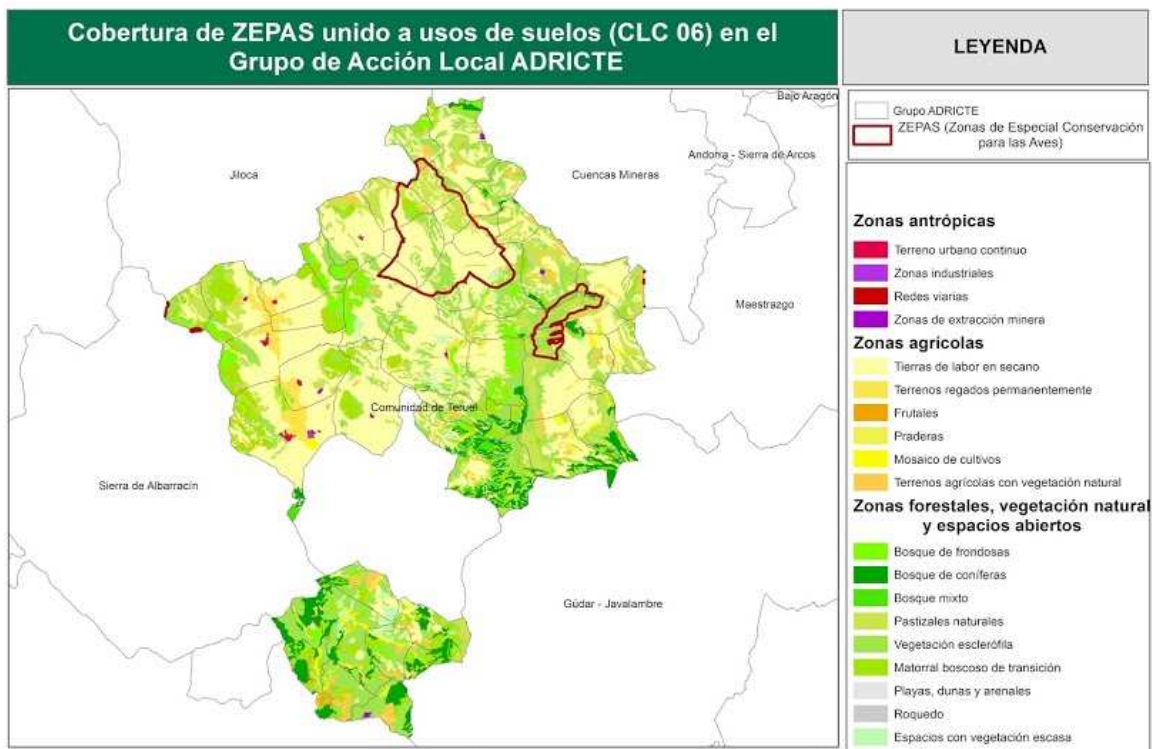 Cobertura de ZEPAS unido a usos de suelos (CLC 06) en el
Grupo de Acción Local ADRICTE
LEYENDA
Grupo ADRICTE
ZEPAS (Zonas de Especial Conservación
para las Aves)
Bajo Aragón
Andorra - Sierra de Arcos
Jiloca
Cuencas Mineras
Maestrazgo
Comunidad de Teruel
Sierra de Albarracín
Gúdar - Javalambre
Zonas antrópicas
Terreno urbano continuo
Zonas industriales
Redes viarias
Zonas de extracción minera
Zonas agrícolas
Tierras de labor en secano
Terrenos regados permanentemente
Frutales
Praderas
Mosaico de cultivos
Terrenos agrícolas con vegetación natural
Zonas forestales, vegetación natural
y espacios abiertos
Bosque de frondosas
Bosque de coníferas
Bosque mixto
Pastizales naturales
Vegetación esclerófila
Matorral boscoso de transición
Playas, dunas y arenales
Roquedo
Espacios con vegetación escasa